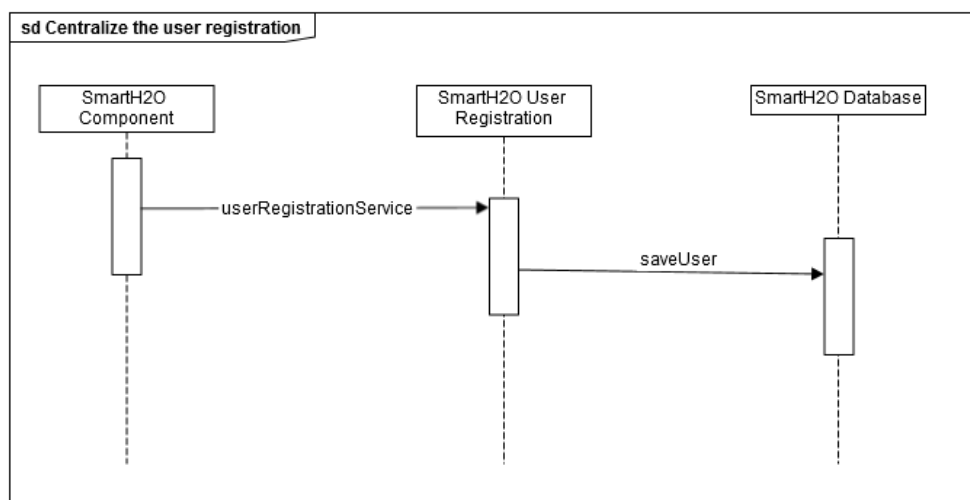 sd Centralize the user registration
SmartH2O
Component
SmartH2O User
Registration
SmartH2O Database
userRegistrationService
saveUser